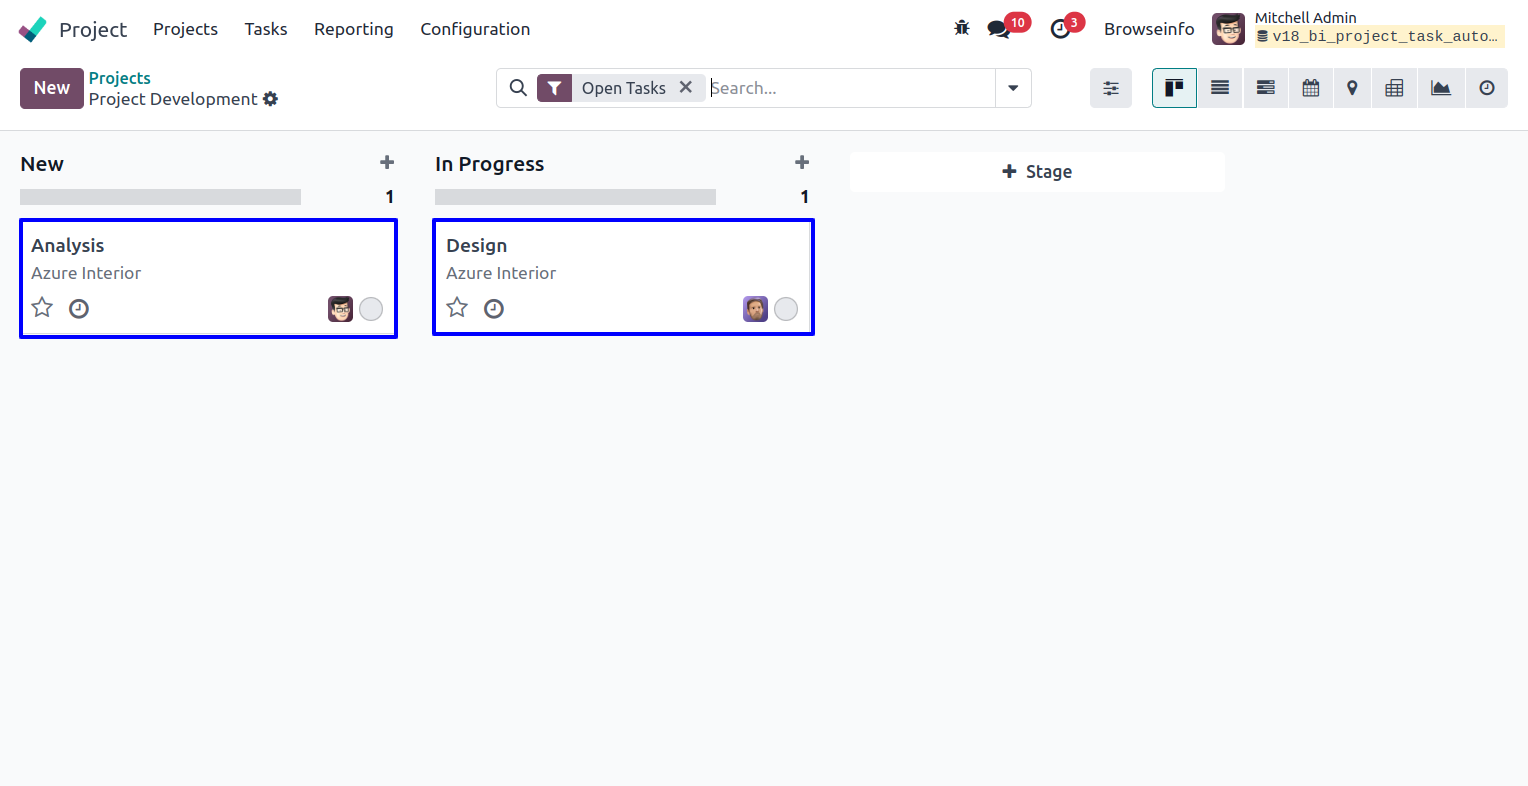 Project Projects Tasks Reporting Configuration 10 3 Browseinfo Mitchell Admin
v18_bi_project_task_auto...
New Projects
Project Development
Open Tasks Search...
New
1
In Progress
1
Stage
Analysis
Azure Interior
Design
Azure Interior